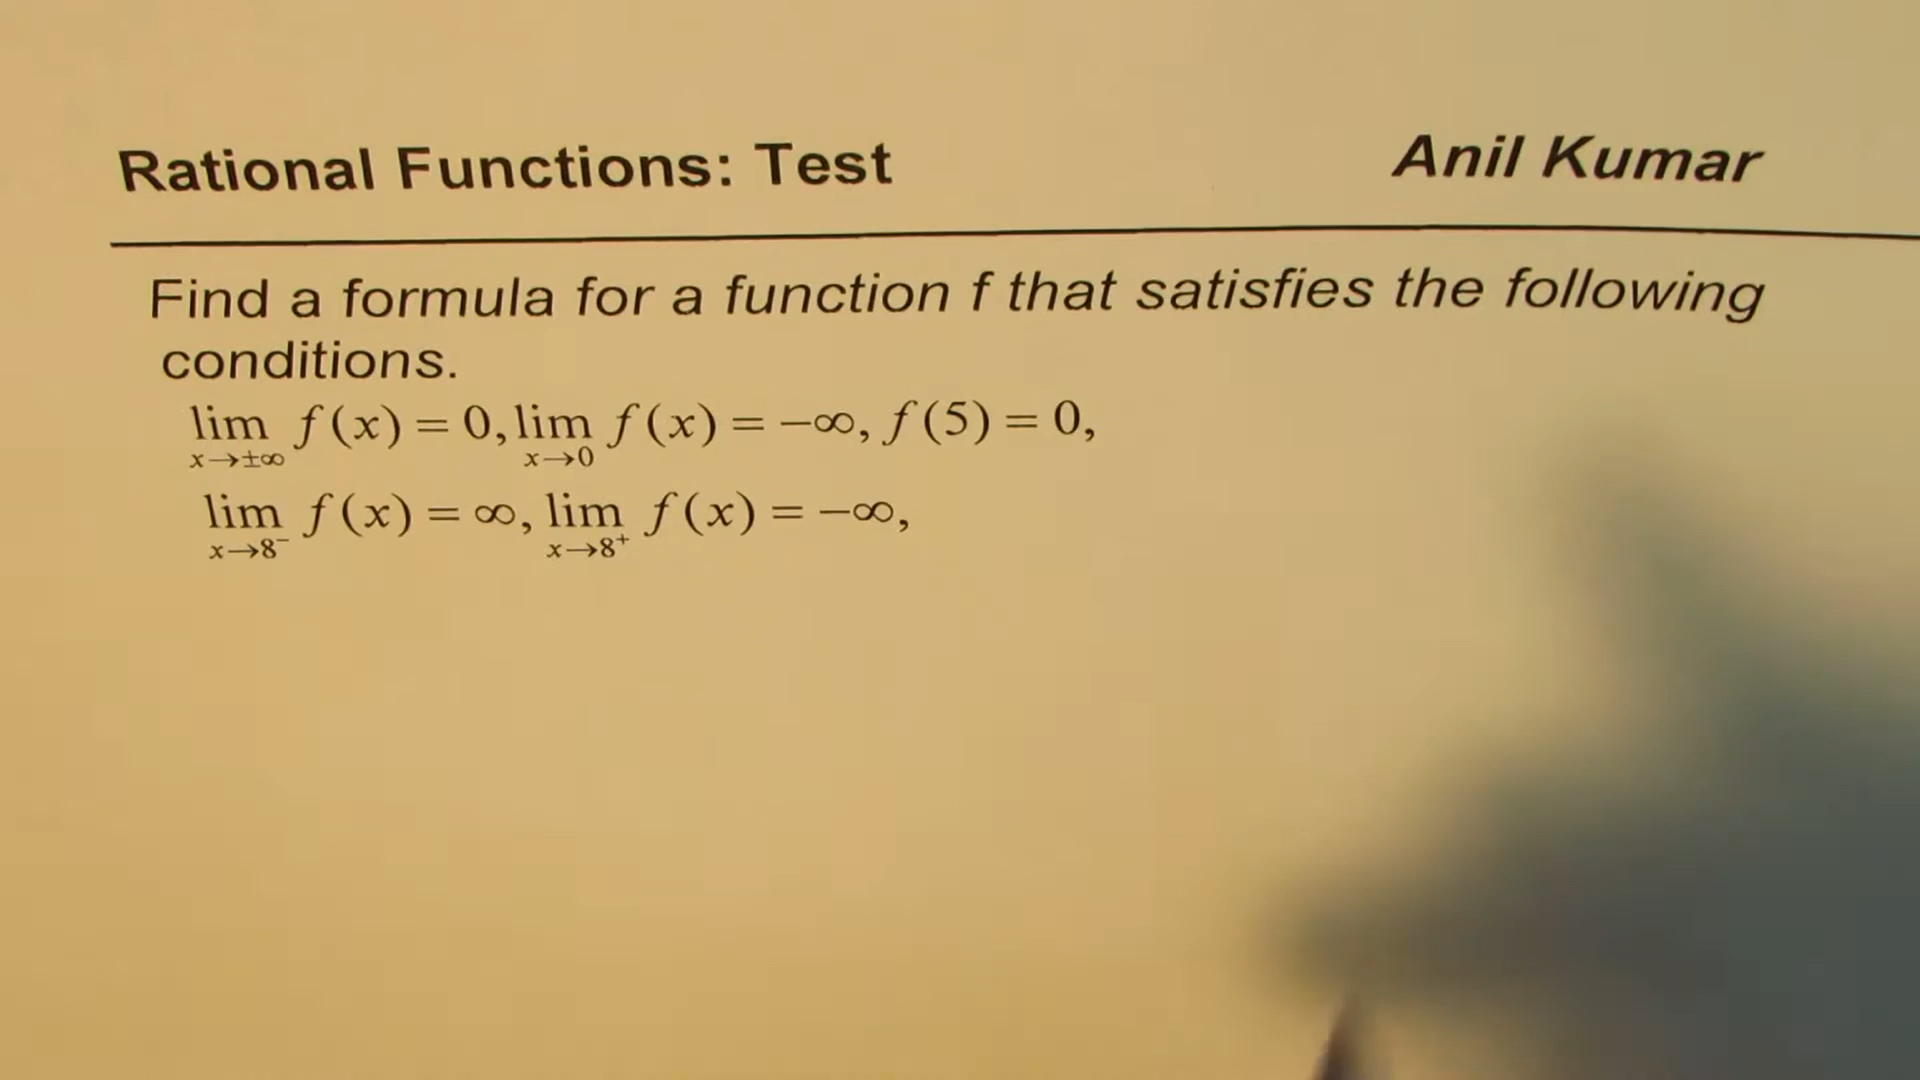 Rational Functions: Test Anil Kumar
Find a formula for a function f that satisfies the following
conditions.
lim x→±∞ f(x) = 0, lim x→0 f(x) = −∞, f(5) = 0,
lim x→8⁻ f(x) = ∞, lim x→8⁺ f(x) = −∞,